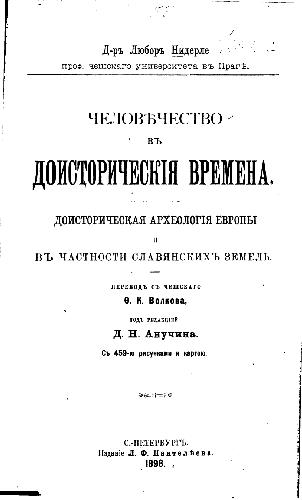 Д-ръ Люборъ Нидерле
проф. чешскаго университета въ Прагѣ.
ЧЕЛОВѢЧЕСТВО
ВЪ
ДОИСТОРИЧЕСКІЯ ВРЕМЕНА.
ДОИСТОРИЧЕСКАЯ АРХЕОЛОГІЯ ЕВРОПЫ
И
ВЪ ЧАСТНОСТИ СЛАВЯНСКИХЪ ЗЕМЕЛЬ.
ПЕРЕВОДЪ СЪ ЧЕШСКАГО
Ѳ. К. Волкова,
ПОДЪ РЕДАКЦІЕЙ
Д. Н. Анучина.
Съ 459-ю рисунками и картою.
С.-ПЕТЕРБУРГЪ.
Изданіе Л. Ф. Пантелѣева.
1898.